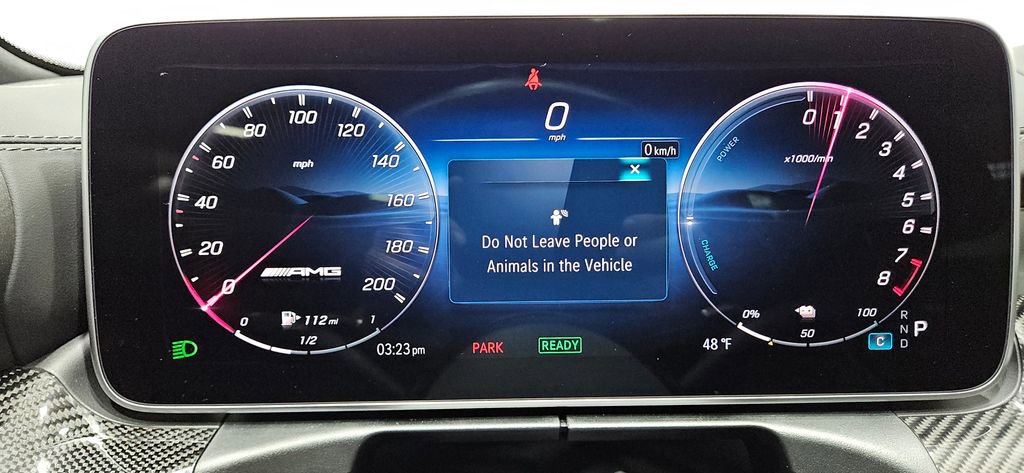 0
mph
0 km/h
0
20
40
60
80
100
120
140
160
180
200
mph
AMG
0
1/2
1
112 mi
03:23 pm
×
Do Not Leave People or
Animals in the Vehicle
PARK
READY
48 °F
POWER
CHARGE
0
1
2
3
4
5
6
7
8
x1000/min
0%
50
100
C
R
N
D
P